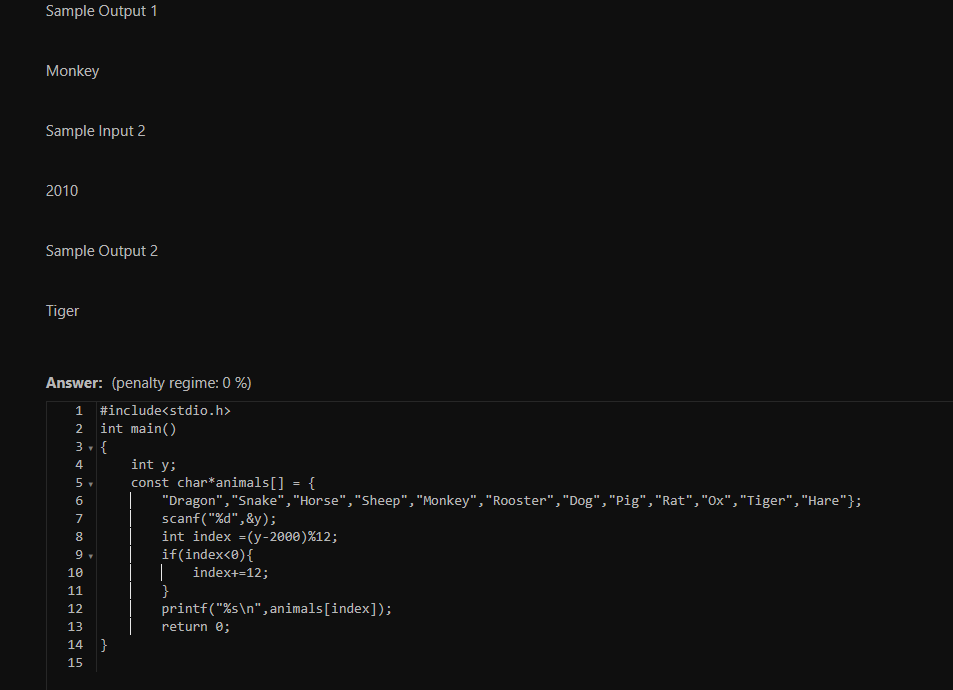 Sample Output 1
Monkey
Sample Input 2
2010
Sample Output 2
Tiger
Answer: (penalty regime: 0 %)
1 #include<stdio.h>
2 int main()
3 {
4     int y;
5     const char*animals[] = {
6         "Dragon","Snake","Horse","Sheep","Monkey","Rooster","Dog","Pig","Rat","Ox","Tiger","Hare"};
7         scanf("%d",&y);
8         int index =(y-2000)%12;
9         if(index<0){
10             index+=12;
11         }
12         printf("%s\n",animals[index]);
13         return 0;
14 }
15